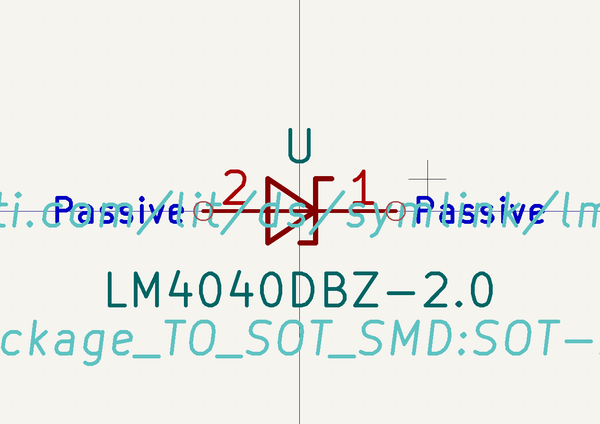 U
2 1
Passive ti.com/lit/ds/symlink/lm Passive
LM4040DBZ-2.0
ckage_TO_SOT_SMD:SOT-